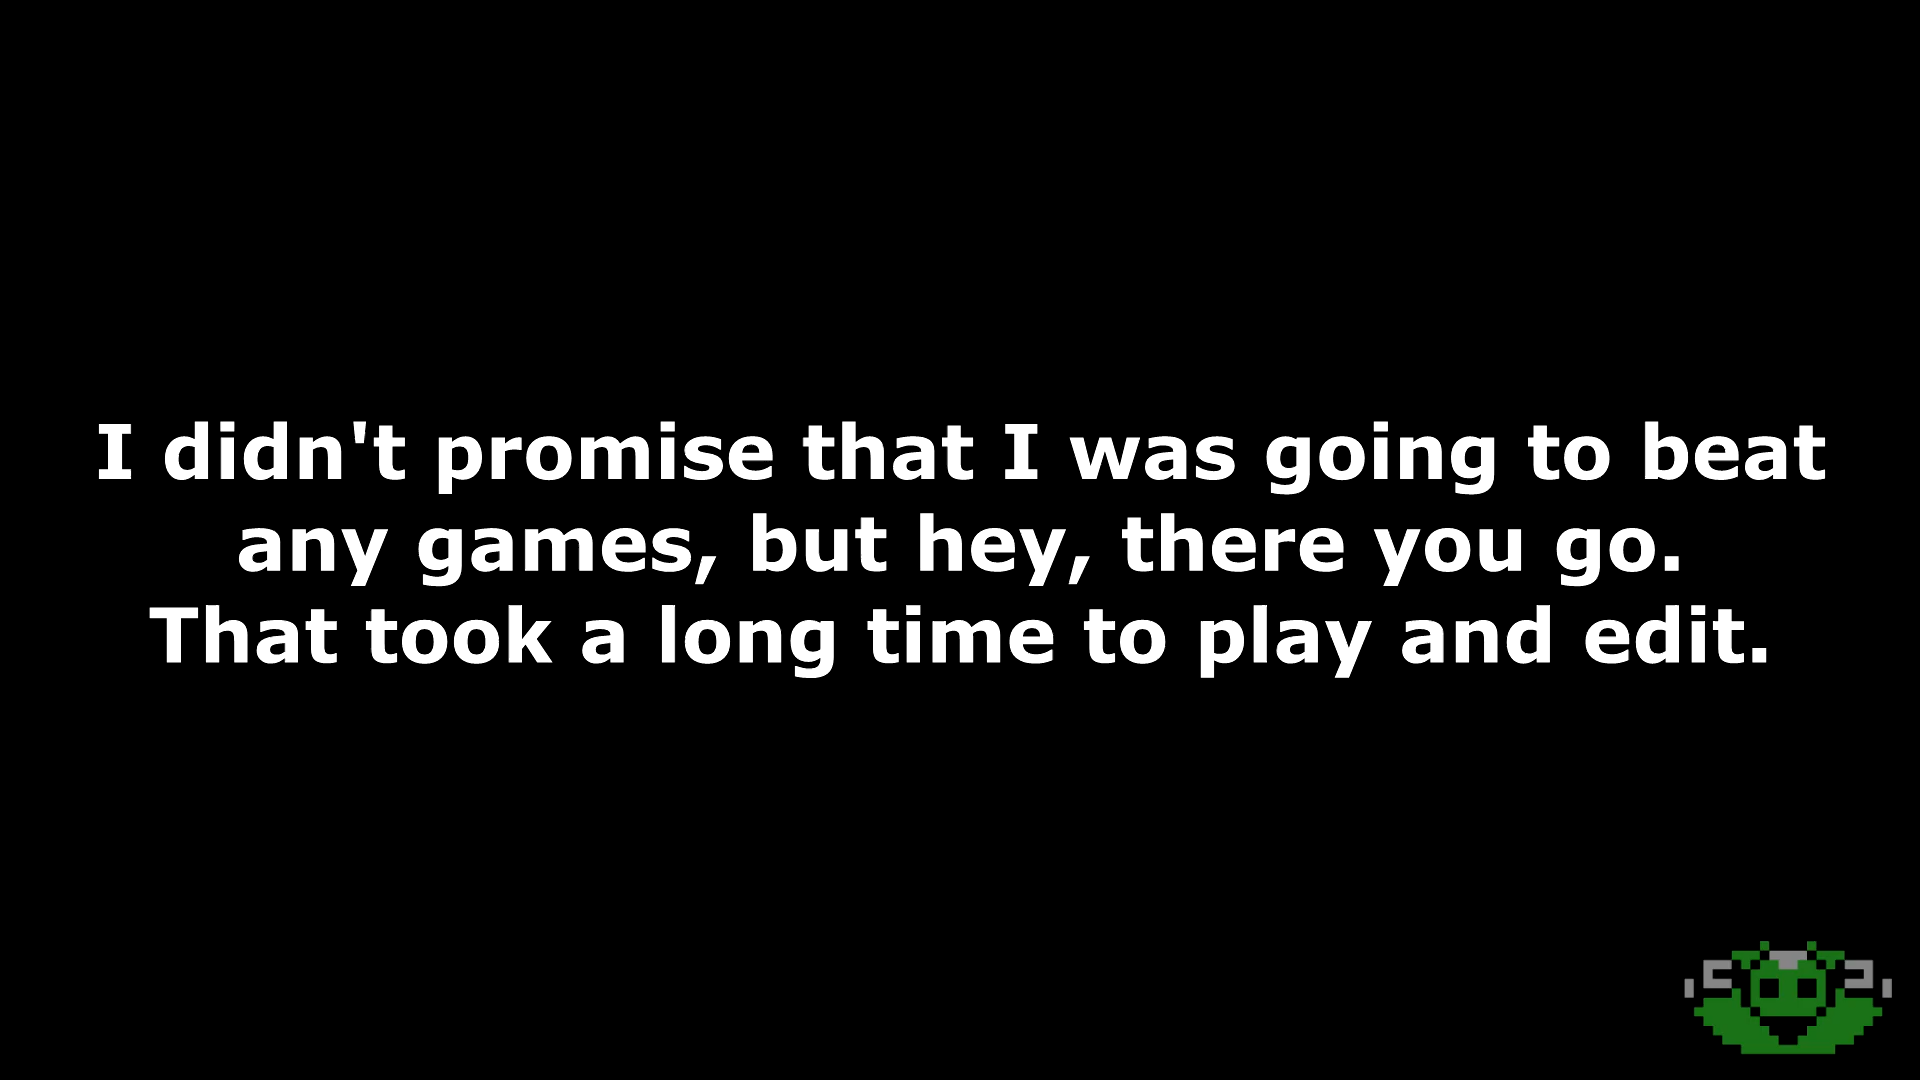 I didn't promise that I was going to beat
any games, but hey, there you go.
That took a long time to play and edit.